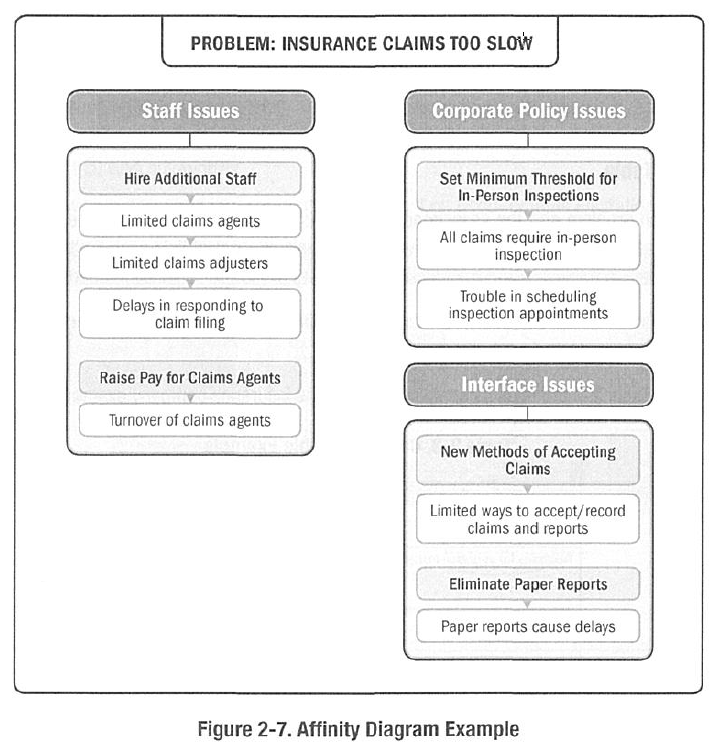 PROBLEM: INSURANCE CLAIMS TOO SLOW
Staff Issues
Hire Additional Staff
Limited claims agents
Limited claims adjusters
Delays in responding to
claim filing
Raise Pay for Claims Agents
Turnover of claims agents
Corporate Policy Issues
Set Minimum Threshold for
In-Person Inspections
All claims require in-person
inspection
Trouble in scheduling
inspection appointments
Interface Issues
New Methods of Accepting
Claims
Limited ways to accept/record
claims and reports
Eliminate Paper Reports
Paper reports cause delays
Figure 2-7. Affinity Diagram Example